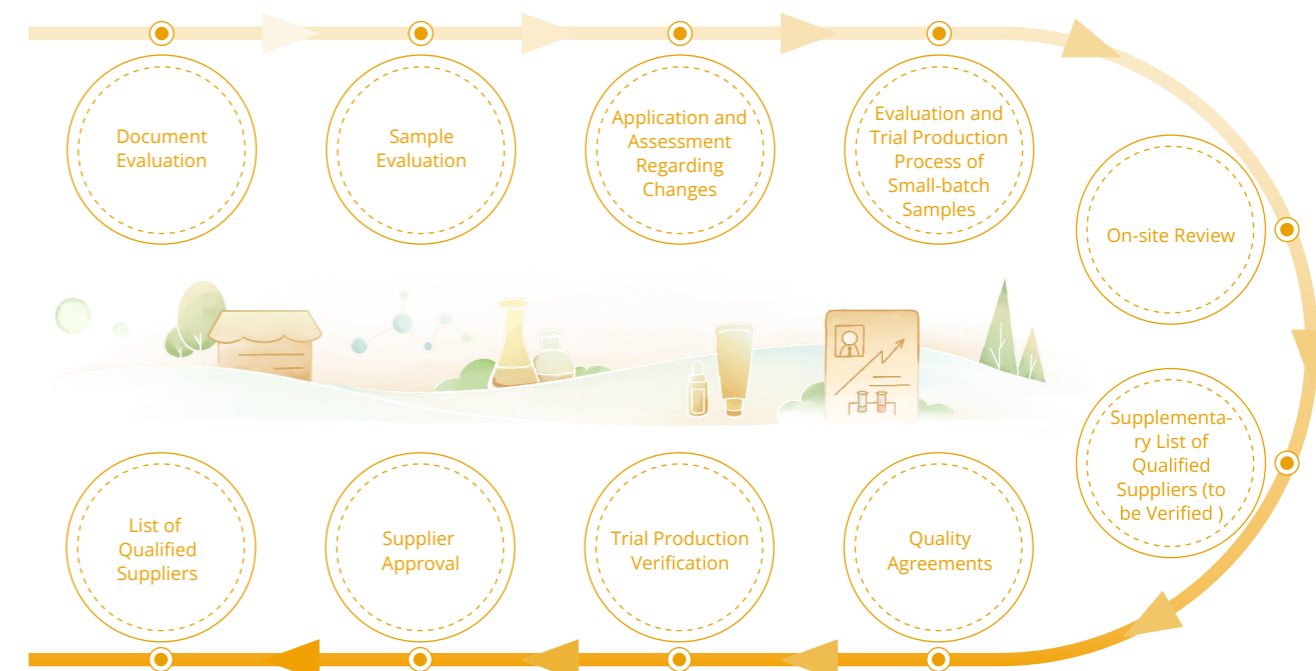 Document
Evaluation
Sample
Evaluation
Application and
Assessment
Regarding
Changes
Evaluation and
Trial Production
Process of
Small-batch
Samples
On-site Review
Supplementa-
ry List of
Qualified
Suppliers (to
be Verified )
Quality
Agreements
Trial Production
Verification
Supplier
Approval
List of
Qualified
Suppliers